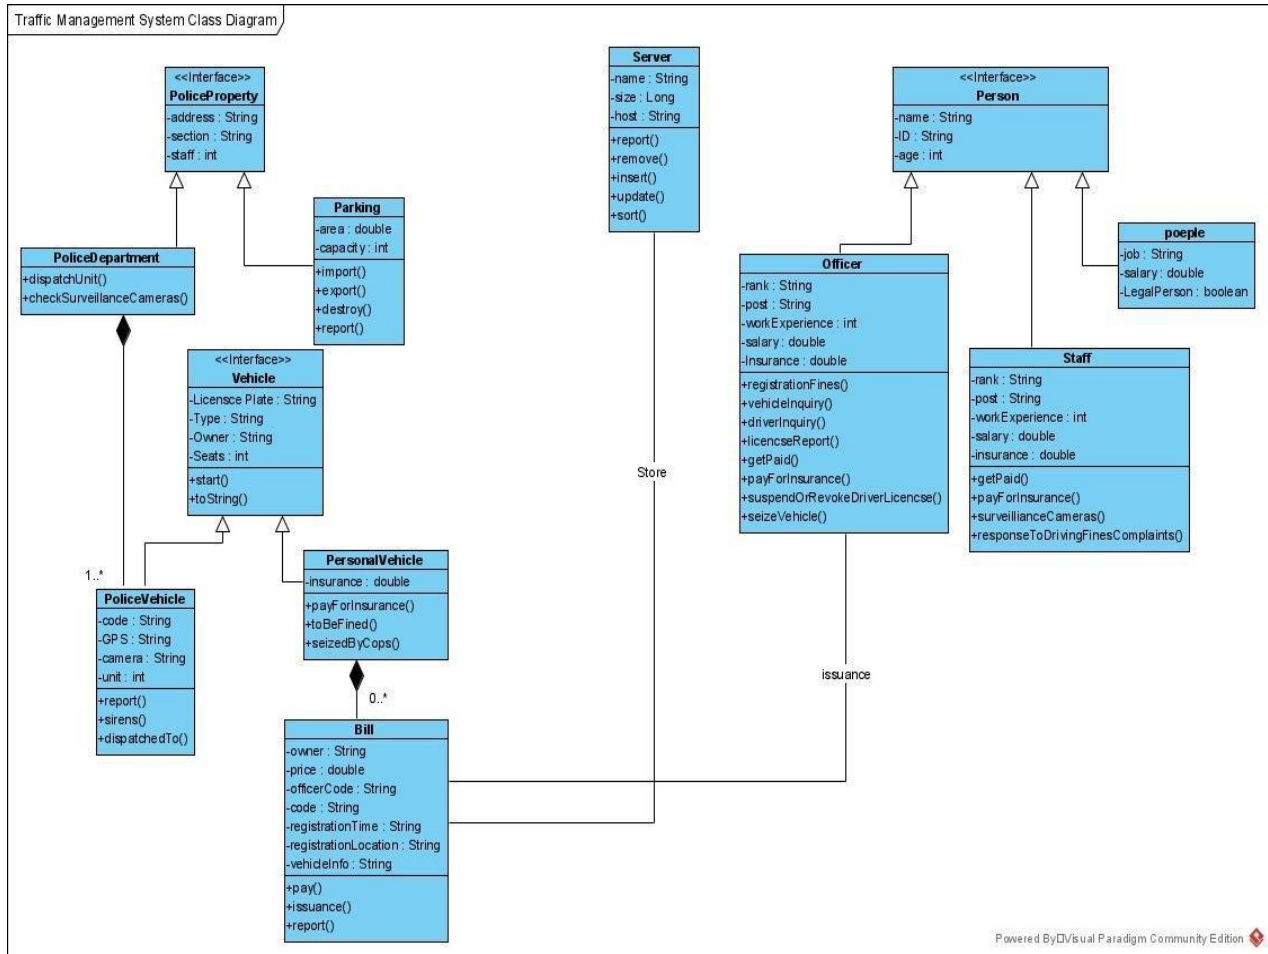 Traffic Management System Class Diagram
<<Interface>>
PoliceProperty
-address : String
-section : String
-staff : int
Parking
-area : double
-capacity : int
+import()
+export()
+destroy()
+report()
PoliceDepartment
+dispatchUnit()
+checkSurveillanceCameras()
<<Interface>>
Vehicle
-Licensce Plate : String
-Type : String
-Owner : String
-Seats : int
+start()
+toString()
1..*
PoliceVehicle
-code : String
-GPS : String
-camera : String
-unit : int
+report()
+sirens()
+dispatchedTo()
PersonalVehicle
-insurance : double
+payForInsurance()
+toBeFined()
+seizedByCops()
0..*
Bill
-owner : String
-price : double
-officerCode : String
-code : String
-registrationTime : String
-registrationLocation : String
-vehicleInfo : String
+pay()
+issuance()
+report()
Server
-name : String
-size : Long
-host : String
+report()
+remove()
+insert()
+update()
+sort()
Store
<<Interface>>
Person
-name : String
-ID : String
-age : int
Officer
-rank : String
-post : String
-workExperience : int
-salary : double
-Insurance : double
+registrationFines()
+vehicleInquiry()
+driverInquiry()
+licencseReport()
+getPaid()
+payForInsurance()
+suspendOrRevokeDriverLicencse()
+seizeVehicle()
issuance
poeple
-job : String
-salary : double
-LegalPerson : boolean
Staff
-rank : String
-post : String
-workExperience : int
-salary : double
-insurance : double
+getPaid()
+payForInsurance()
+surveillianceCameras()
+responseToDrivingFinesComplaints()
Powered By□Visual Paradigm Community Edition